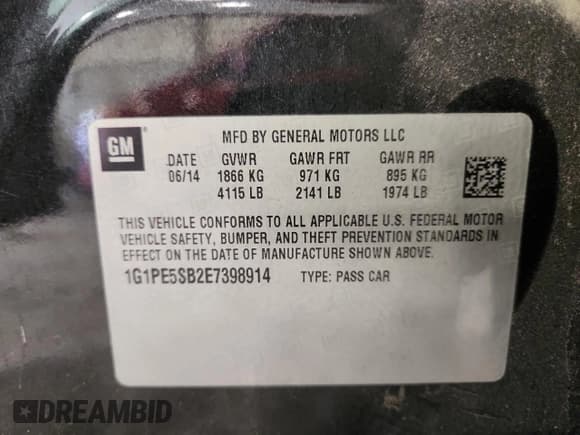 GM
MFD BY GENERAL MOTORS LLC
DATE GVWR GAWR FRT GAWR RR
06/14 1866 KG 971 KG 895 KG
4115 LB 2141 LB 1974 LB
THIS VEHICLE CONFORMS TO ALL APPLICABLE U.S. FEDERAL MOTOR
VEHICLE SAFETY, BUMPER, AND THEFT PREVENTION STANDARDS IN
EFFECT ON THE DATE OF MANUFACTURE SHOWN ABOVE.
1G1PE5SB2E7398914 TYPE: PASS CAR
DREAMBID